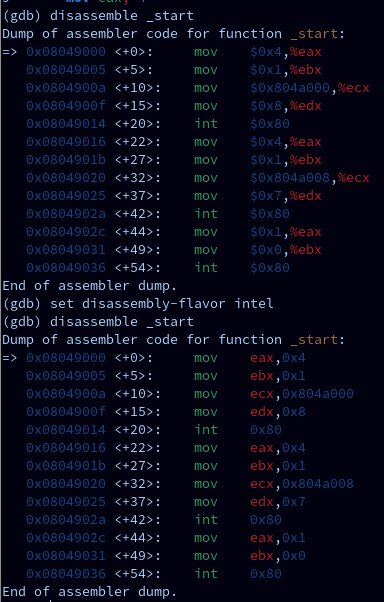 (gdb) disassemble _start
Dump of assembler code for function _start:
=> 0x08049000 <+0>:     mov    $0x4,%eax
   0x08049005 <+5>:     mov    $0x1,%ebx
   0x0804900a <+10>:    mov    $0x804a000,%ecx
   0x0804900f <+15>:    mov    $0x8,%edx
   0x08049014 <+20>:    int    $0x80
   0x08049016 <+22>:    mov    $0x4,%eax
   0x0804901b <+27>:    mov    $0x1,%ebx
   0x08049020 <+32>:    mov    $0x804a008,%ecx
   0x08049025 <+37>:    mov    $0x7,%edx
   0x0804902a <+42>:    int    $0x80
   0x0804902c <+44>:    mov    $0x1,%eax
   0x08049031 <+49>:    mov    $0x0,%ebx
   0x08049036 <+54>:    int    $0x80
End of assembler dump.
(gdb) set disassembly-flavor intel
(gdb) disassemble _start
Dump of assembler code for function _start:
=> 0x08049000 <+0>:     mov    eax,0x4
   0x08049005 <+5>:     mov    ebx,0x1
   0x0804900a <+10>:    mov    ecx,0x804a000
   0x0804900f <+15>:    mov    edx,0x8
   0x08049014 <+20>:    int    0x80
   0x08049016 <+22>:    mov    eax,0x4
   0x0804901b <+27>:    mov    ebx,0x1
   0x08049020 <+32>:    mov    ecx,0x804a008
   0x08049025 <+37>:    mov    edx,0x7
   0x0804902a <+42>:    int    0x80
   0x0804902c <+44>:    mov    eax,0x1
   0x08049031 <+49>:    mov    ebx,0x0
   0x08049036 <+54>:    int    0x80
End of assembler dump.